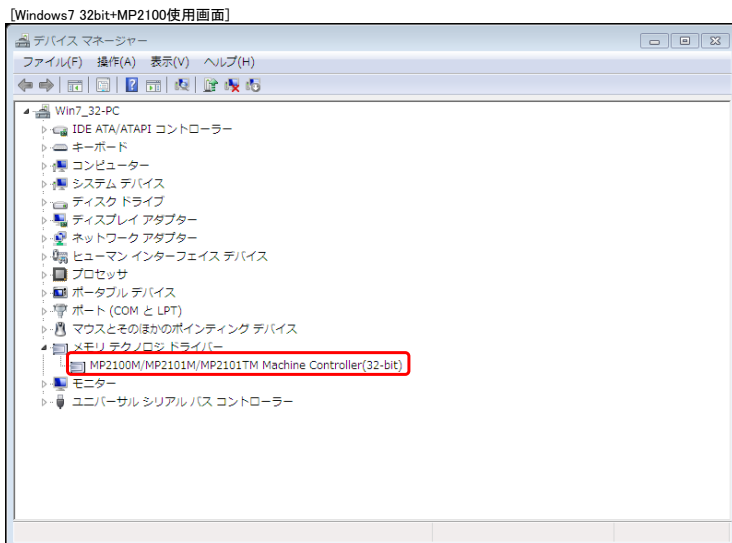 [Windows7 32bit+MP2100使用画面]
デバイス マネージャー
ファイル(F) 操作(A) 表示(V) ヘルプ(H)
Win7_32-PC
IDE ATA/ATAPI コントローラー
キーボード
コンピューター
システム デバイス
ディスク ドライブ
ディスプレイ アダプター
ネットワーク アダプター
ヒューマン インターフェイス デバイス
プロセッサ
ポータブル デバイス
ポート (COM と LPT)
マウスとそのほかのポインティング デバイス
メモリ テクノロジ ドライバー
MP2100M/MP2101M/MP2101TM Machine Controller(32-bit)
モニター
ユニバーサル シリアル バス コントローラー